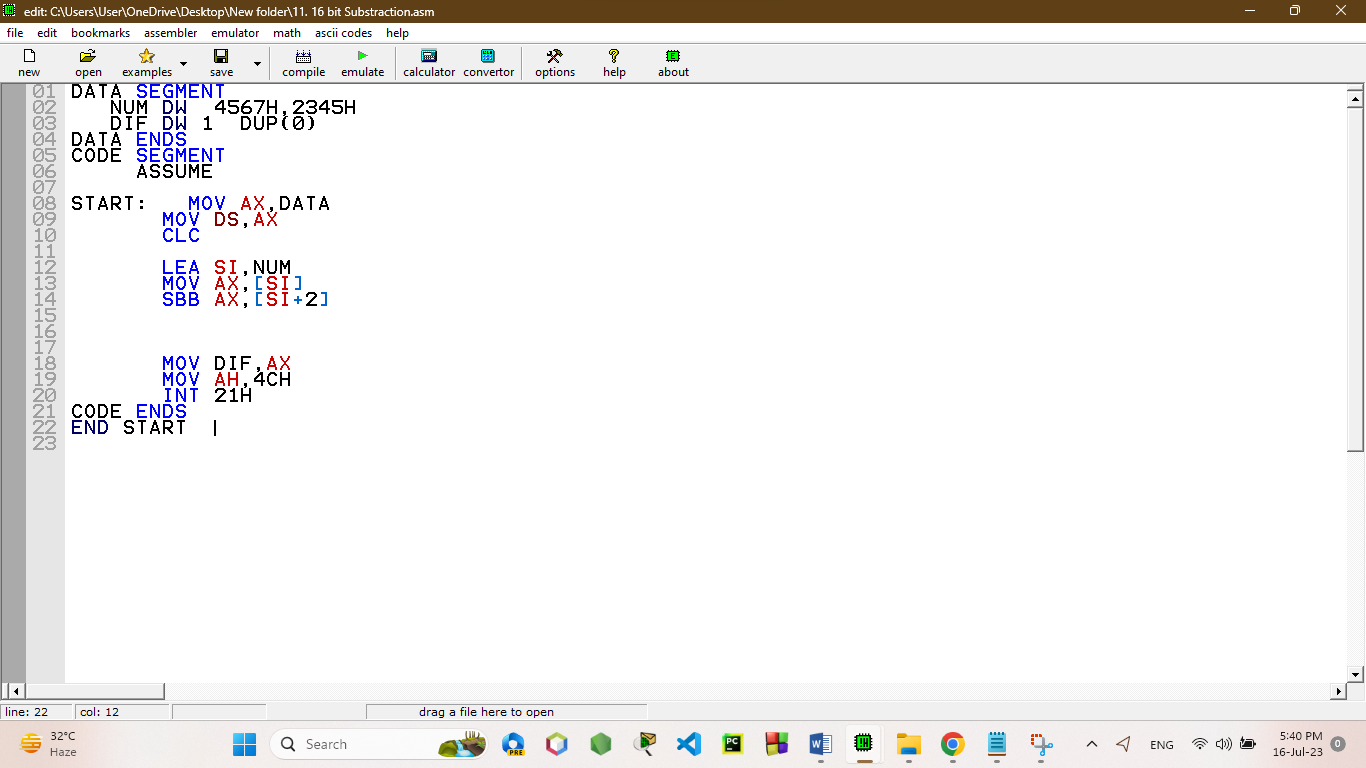 edit: C:\Users\User\OneDrive\Desktop\New folder\11. 16 bit Substraction.asm
file edit bookmarks assembler emulator math ascii codes help
new open examples save compile emulate calculator convertor options help about
01 DATA SEGMENT
02 NUM DW 4567H,2345H
03 DIF DW 1 DUP(0)
04 DATA ENDS
05 CODE SEGMENT
06 ASSUME
07
08 START: MOV AX,DATA
09 MOV DS,AX
10 CLC
11
12 LEA SI,NUM
13 MOV AX,[SI]
14 SBB AX,[SI+2]
15
16
17
18 MOV DIF,AX
19 MOV AH,4CH
20 INT 21H
21 CODE ENDS
22 END START
23
line: 22 col: 12 drag a file here to open
32°C
Haze
Search
PRE
PC
W
ENG
5:40 PM
16-Jul-23
0